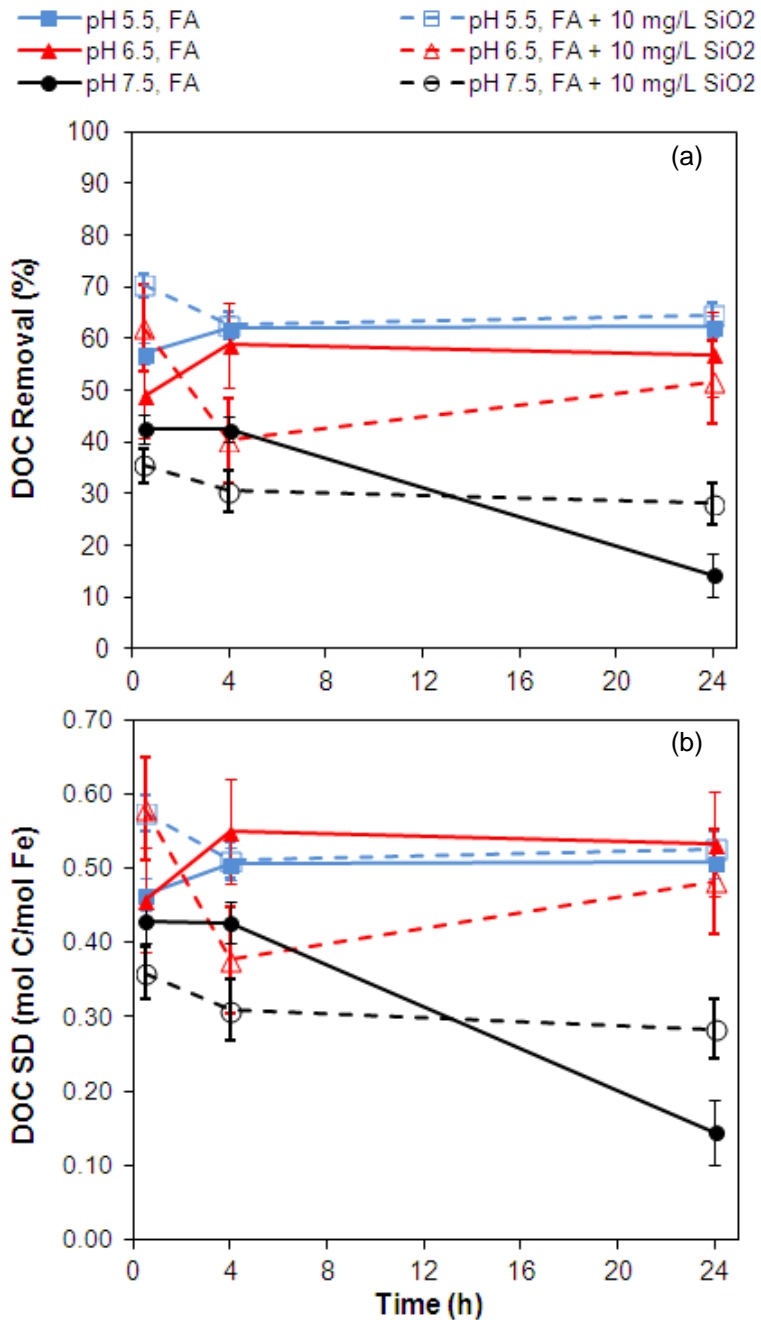 pH 5.5, FA pH 5.5, FA + 10 mg/L SiO2
pH 6.5, FA pH 6.5, FA + 10 mg/L SiO2
pH 7.5, FA pH 7.5, FA + 10 mg/L SiO2
(a)
DOC Removal (%)
100
90
80
70
60
50
40
30
20
10
0
0 4 8 12 16 20 24
(b)
DOC SD (mol C/mol Fe)
0.70
0.60
0.50
0.40
0.30
0.20
0.10
0.00
0 4 8 12 16 20 24
Time (h)